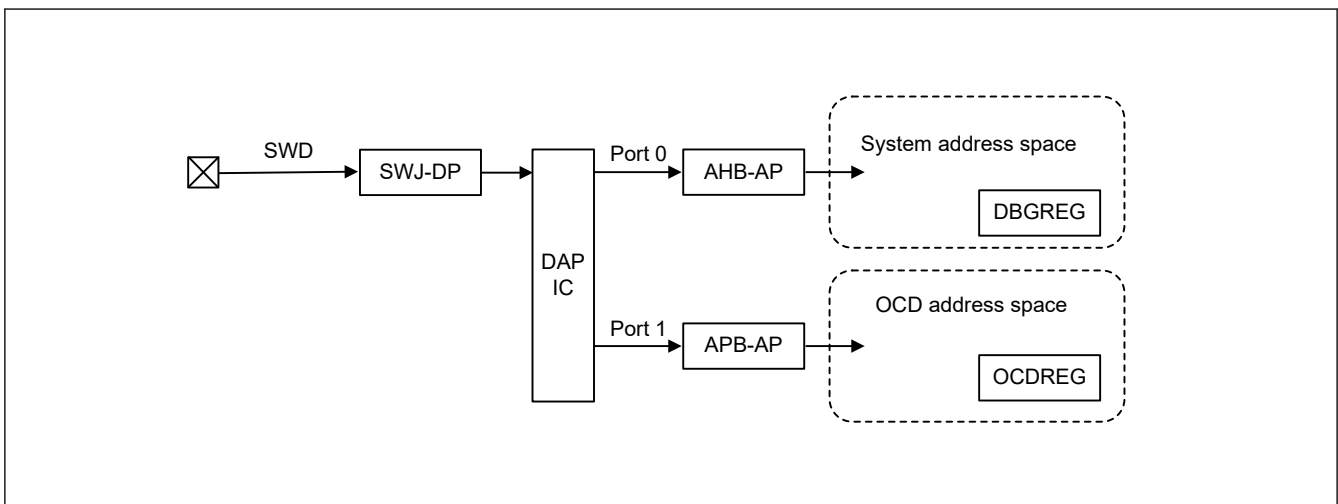 SWD
SWJ-DP
DAP
IC
Port 0
AHB-AP
System address space
DBGREG
Port 1
APB-AP
OCD address space
OCDREG